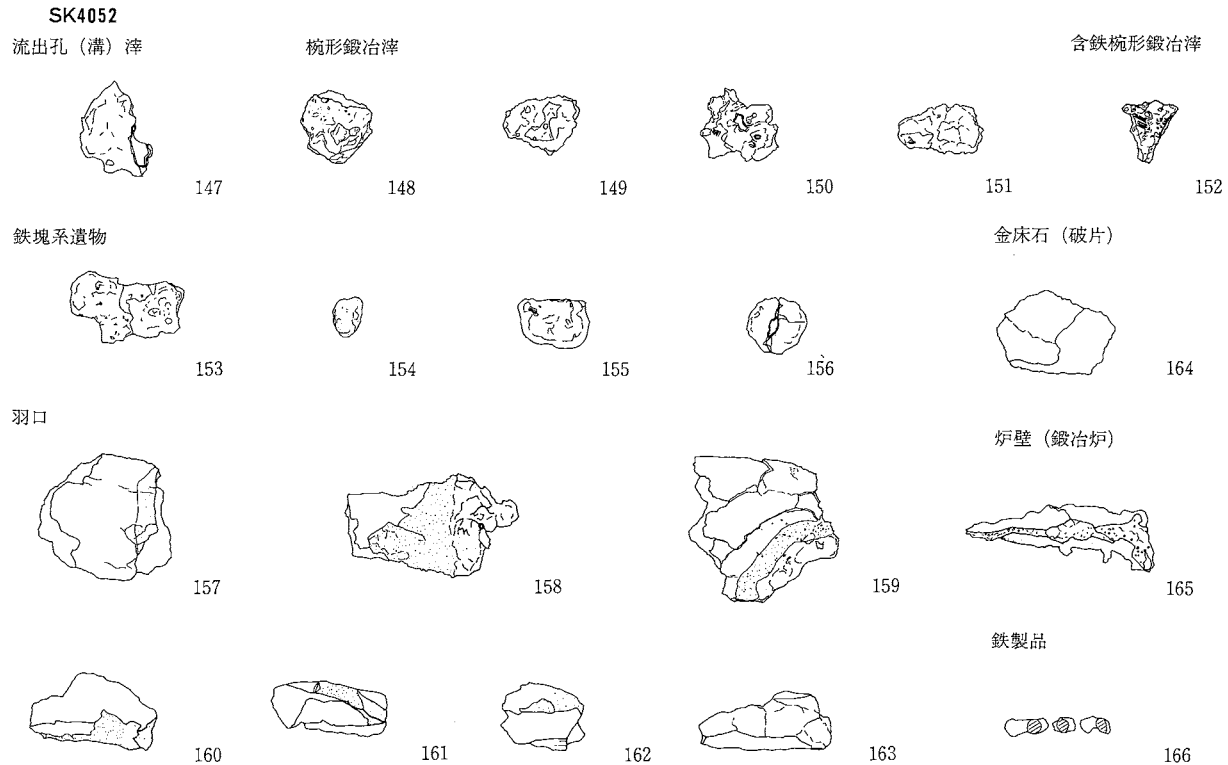 SK4052
流出孔（溝）滓 椀形鍛冶滓 含鉄椀形鍛冶滓
147 148 149 150 151 152
鉄塊系遺物 金床石（破片）
153 154 155 156 164
羽口 炉壁（鍛冶炉）
157 158 159 165
鉄製品
160 161 162 163 166